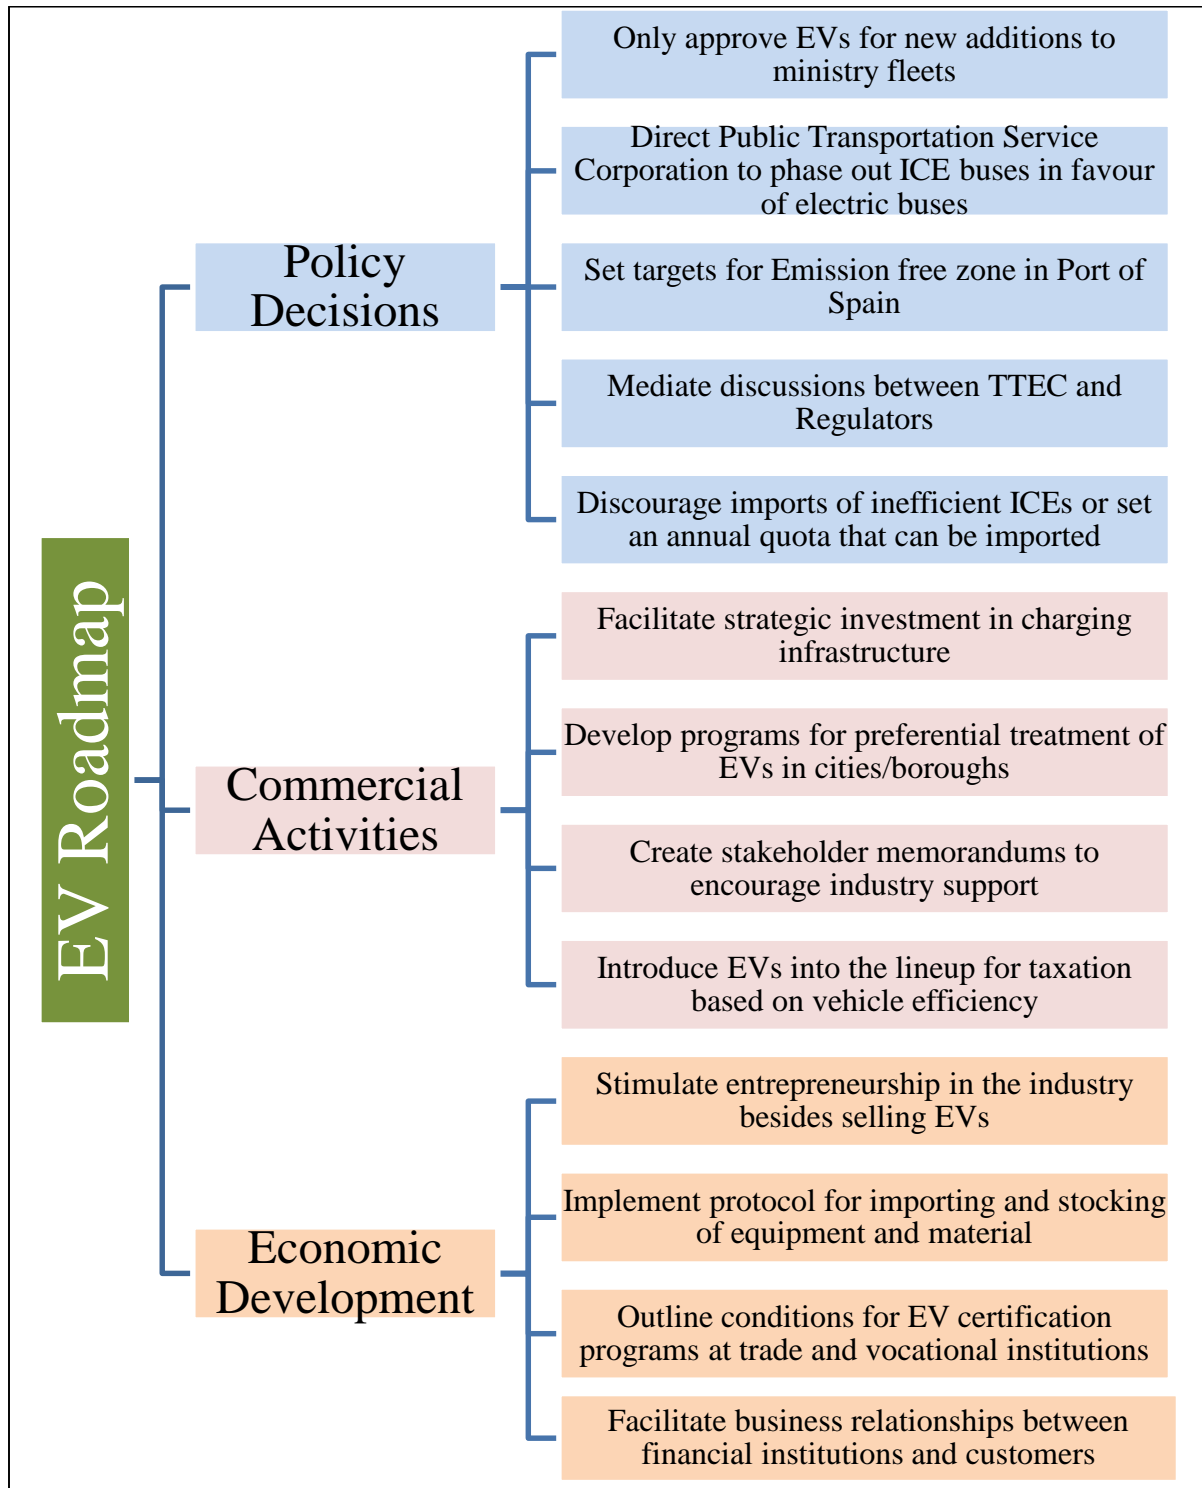 EV Roadmap
Policy
Decisions
Only approve EVs for new additions to
ministry fleets
Direct Public Transportation Service
Corporation to phase out ICE buses in favour
of electric buses
Set targets for Emission free zone in Port of
Spain
Mediate discussions between TTEC and
Regulators
Discourage imports of inefficient ICEs or set
an annual quota that can be imported
Commercial
Activities
Facilitate strategic investment in charging
infrastructure
Develop programs for preferential treatment of
EVs in cities/boroughs
Create stakeholder memorandums to
encourage industry support
Introduce EVs into the lineup for taxation
based on vehicle efficiency
Economic
Development
Stimulate entrepreneurship in the industry
besides selling EVs
Implement protocol for importing and stocking
of equipment and material
Outline conditions for EV certification
programs at trade and vocational institutions
Facilitate business relationships between
financial institutions and customers